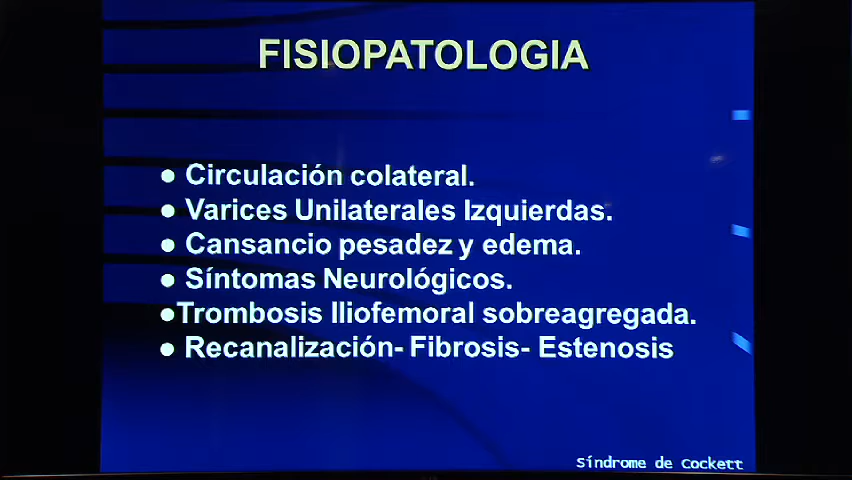 FISIOPATOLOGIA
● Circulación colateral.
● Varices Unilaterales Izquierdas.
● Cansancio pesadez y edema.
● Síntomas Neurológicos.
●Trombosis Iliofemoral sobreagregada.
● Recanalización- Fibrosis- Estenosis
Síndrome de Cockett